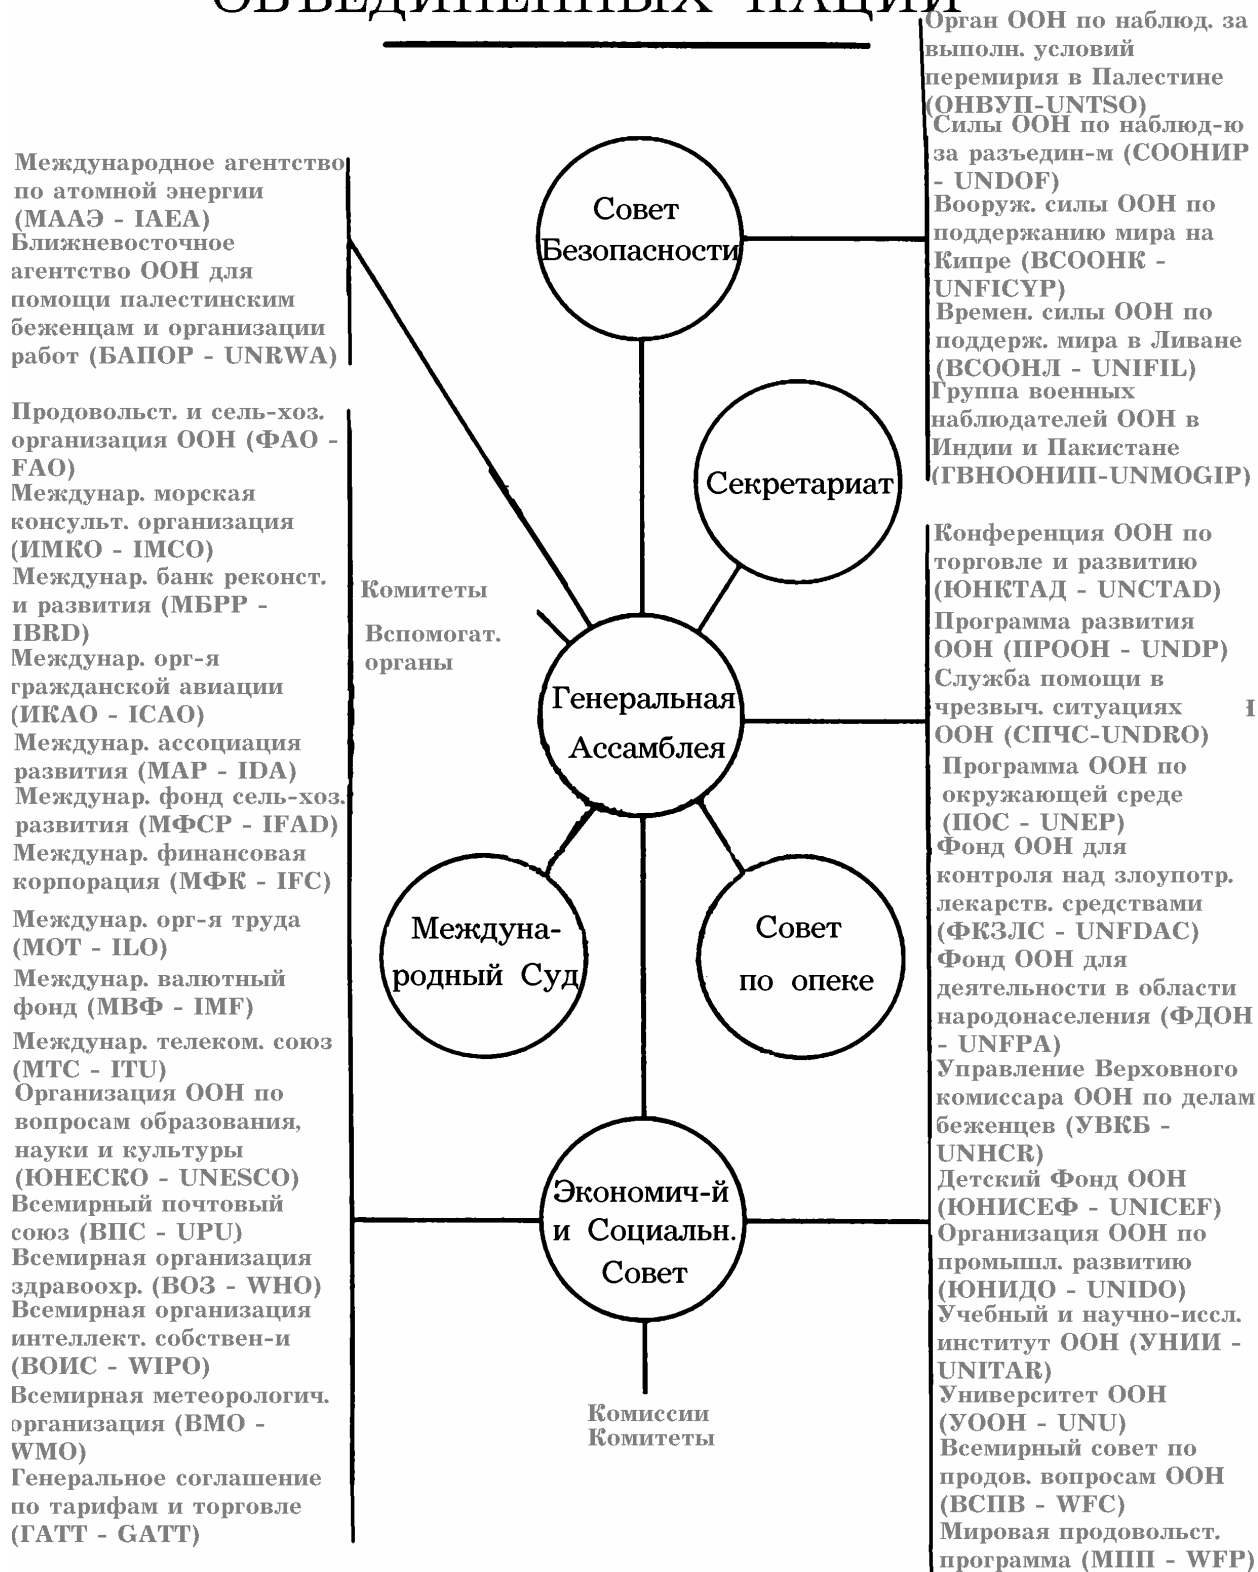 ОБЪЕДИНЕННЫХ НАЦИЙ
Международное агентство
по атомной энергии
(МААЭ - IAEA)
Ближневосточное
агентство ООН для
помощи палестинским
беженцам и организации
работ (БАПОР - UNRWA)
Продовольст. и сель-хоз.
организация ООН (ФАО -
FAO)
Междунар. морская
консульт. организация
(ИМКО - IMCO)
Междунар. банк реконст.
и развития (МБРР -
IBRD)
Междунар. орг-я
гражданской авиации
(ИКАО - ICAO)
Междунар. ассоциация
развития (МАР - IDA)
Междунар. фонд сель-хоз.
развития (МФСР - IFAD)
Междунар. финансовая
корпорация (МФК - IFC)
Междунар. орг-я труда
(МОТ - ILO)
Междунар. валютный
фонд (МВФ - IMF)
Междунар. телеком. союз
(МТС - ITU)
Организация ООН по
вопросам образования,
науки и культуры
(ЮНЕСКО - UNESCO)
Всемирный почтовый
союз (ВПС - UPU)
Всемирная организация
здравоохр. (ВОЗ - WHO)
Всемирная организация
интеллект. собствен-и
(ВОИС - WIPO)
Всемирная метеорологич.
организация (ВМО -
WMO)
Генеральное соглашение
по тарифам и торговле
(ГАТТ - GATT)
Совет
Безопасности
Секретариат
Комитеты
Вспомогат.
органы
Генеральная
Ассамблея
Междуна-
родный Суд
Совет
по опеке
Экономич-й
и Социальн.
Совет
Комиссии
Комитеты
Орган ООН по наблюд. за
выполн. условий
перемирия в Палестине
(ОНВУП-UNTSO)
Силы ООН по наблюд-ю
за разъедин-м (СООНИР
- UNDOF)
Вооруж. силы ООН по
поддержанию мира на
Кипре (ВСООНК -
UNFICYP)
Времен. силы ООН по
поддерж. мира в Ливане
(ВСООНЛ - UNIFIL)
Группа военных
наблюдателей ООН в
Индии и Пакистане
(ГВНООНИП-UNMOGIP)
Конференция ООН по
торговле и развитию
(ЮНКТАД - UNCTAD)
Программа развития
ООН (ПРООН - UNDP)
Служба помощи в
чрезвыч. ситуациях
ООН (СПЧС-UNDRO)
Программа ООН по
окружающей среде
(ПОС - UNEP)
Фонд ООН для
контроля над злоупотр.
лекарств. средствами
(ФКЗЛС - UNFDAC)
Фонд ООН для
деятельности в области
народонаселения (ФДОН
- UNFPA)
Управление Верховного
комиссара ООН по делам
беженцев (УВКБ -
UNHCR)
Детский Фонд ООН
(ЮНИСЕФ - UNICEF)
Организация ООН по
промышл. развитию
(ЮНИДО - UNIDO)
Учебный и научно-иссл.
институт ООН (УНИИ -
UNITAR)
Университет ООН
(УООН - UNU)
Всемирный совет по
продов. вопросам ООН
(ВСПВ - WFC)
Мировая продовольст.
программа (МПП - WFP)